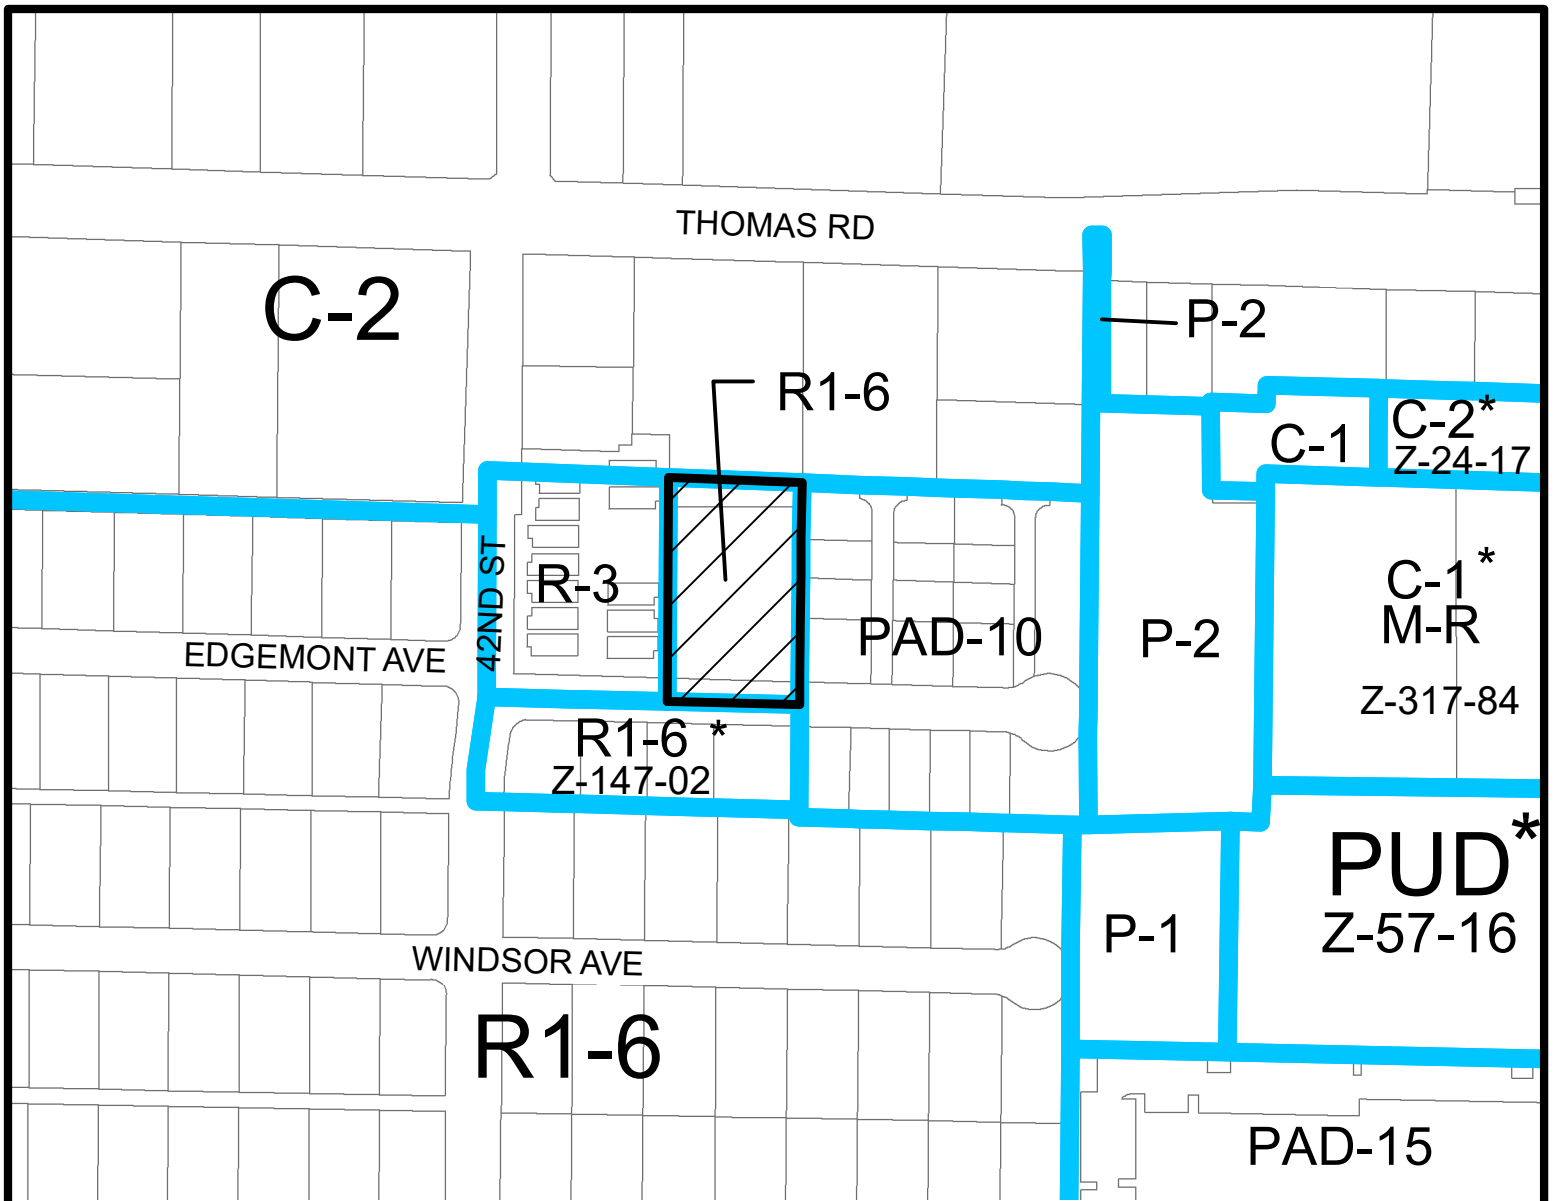 THOMAS RD
C-2
P-2
R1-6
C-2*
C-1
Z-24-17
42ND ST
R-3
C-1*
M-R
PAD-10
P-2
EDGEMONT AVE
Z-317-84
R1-6 *
Z-147-02
PUD*
Z-57-16
P-1
WINDSOR AVE
R1-6
PAD-15